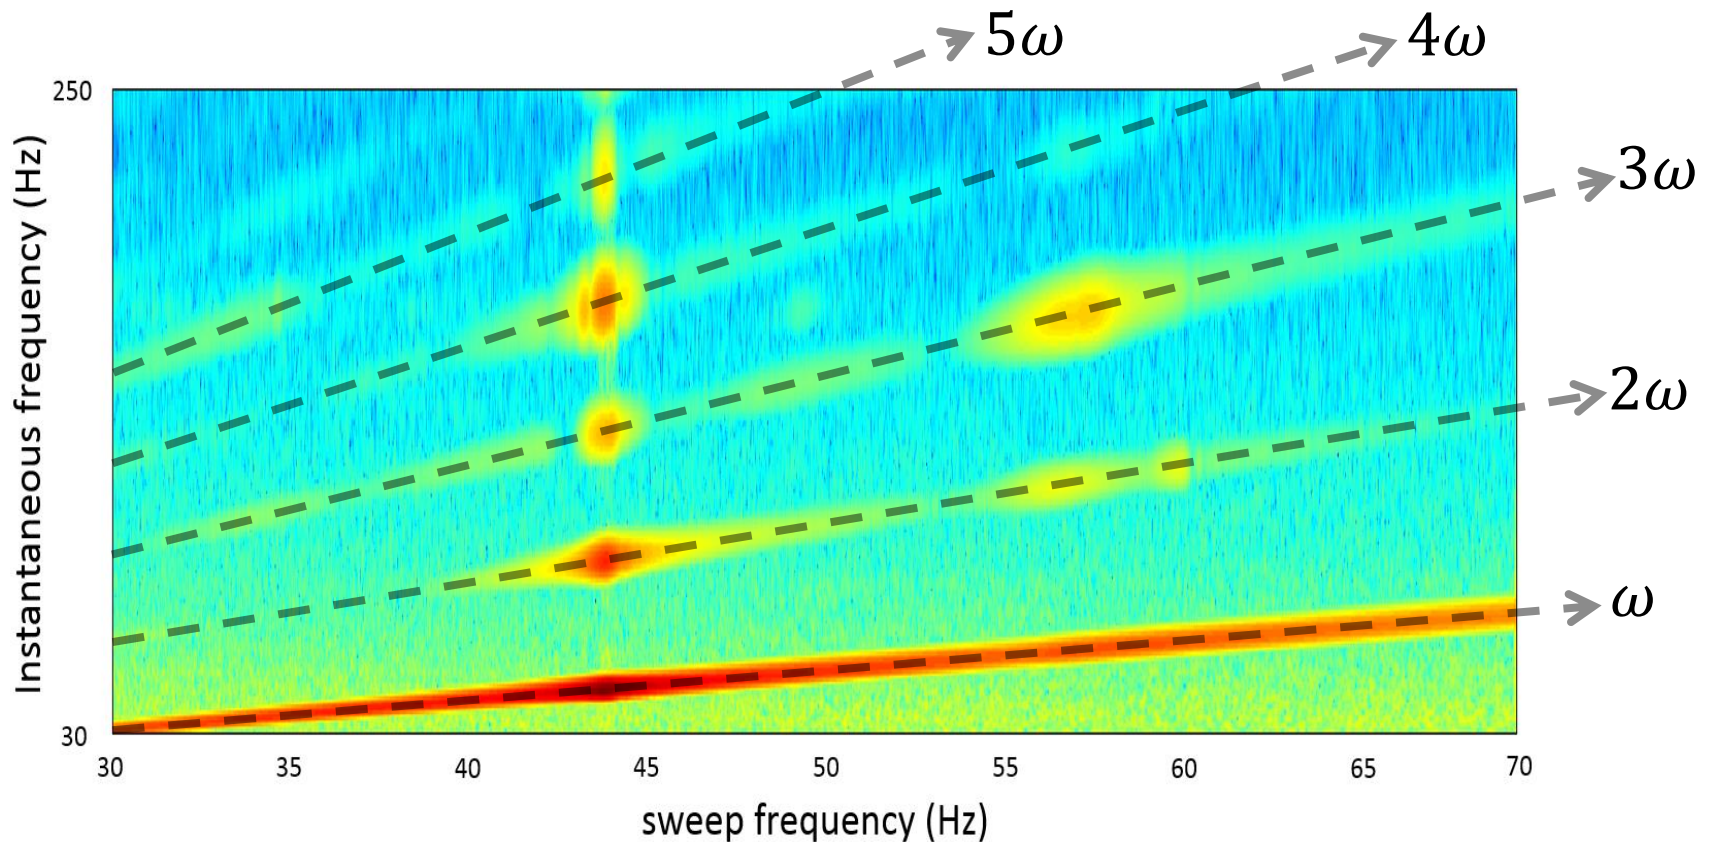 5ω
4ω
250
3ω
Instantaneous frequency (Hz)
2ω
ω
30
30 35 40 45 50 55 60 65 70
sweep frequency (Hz)